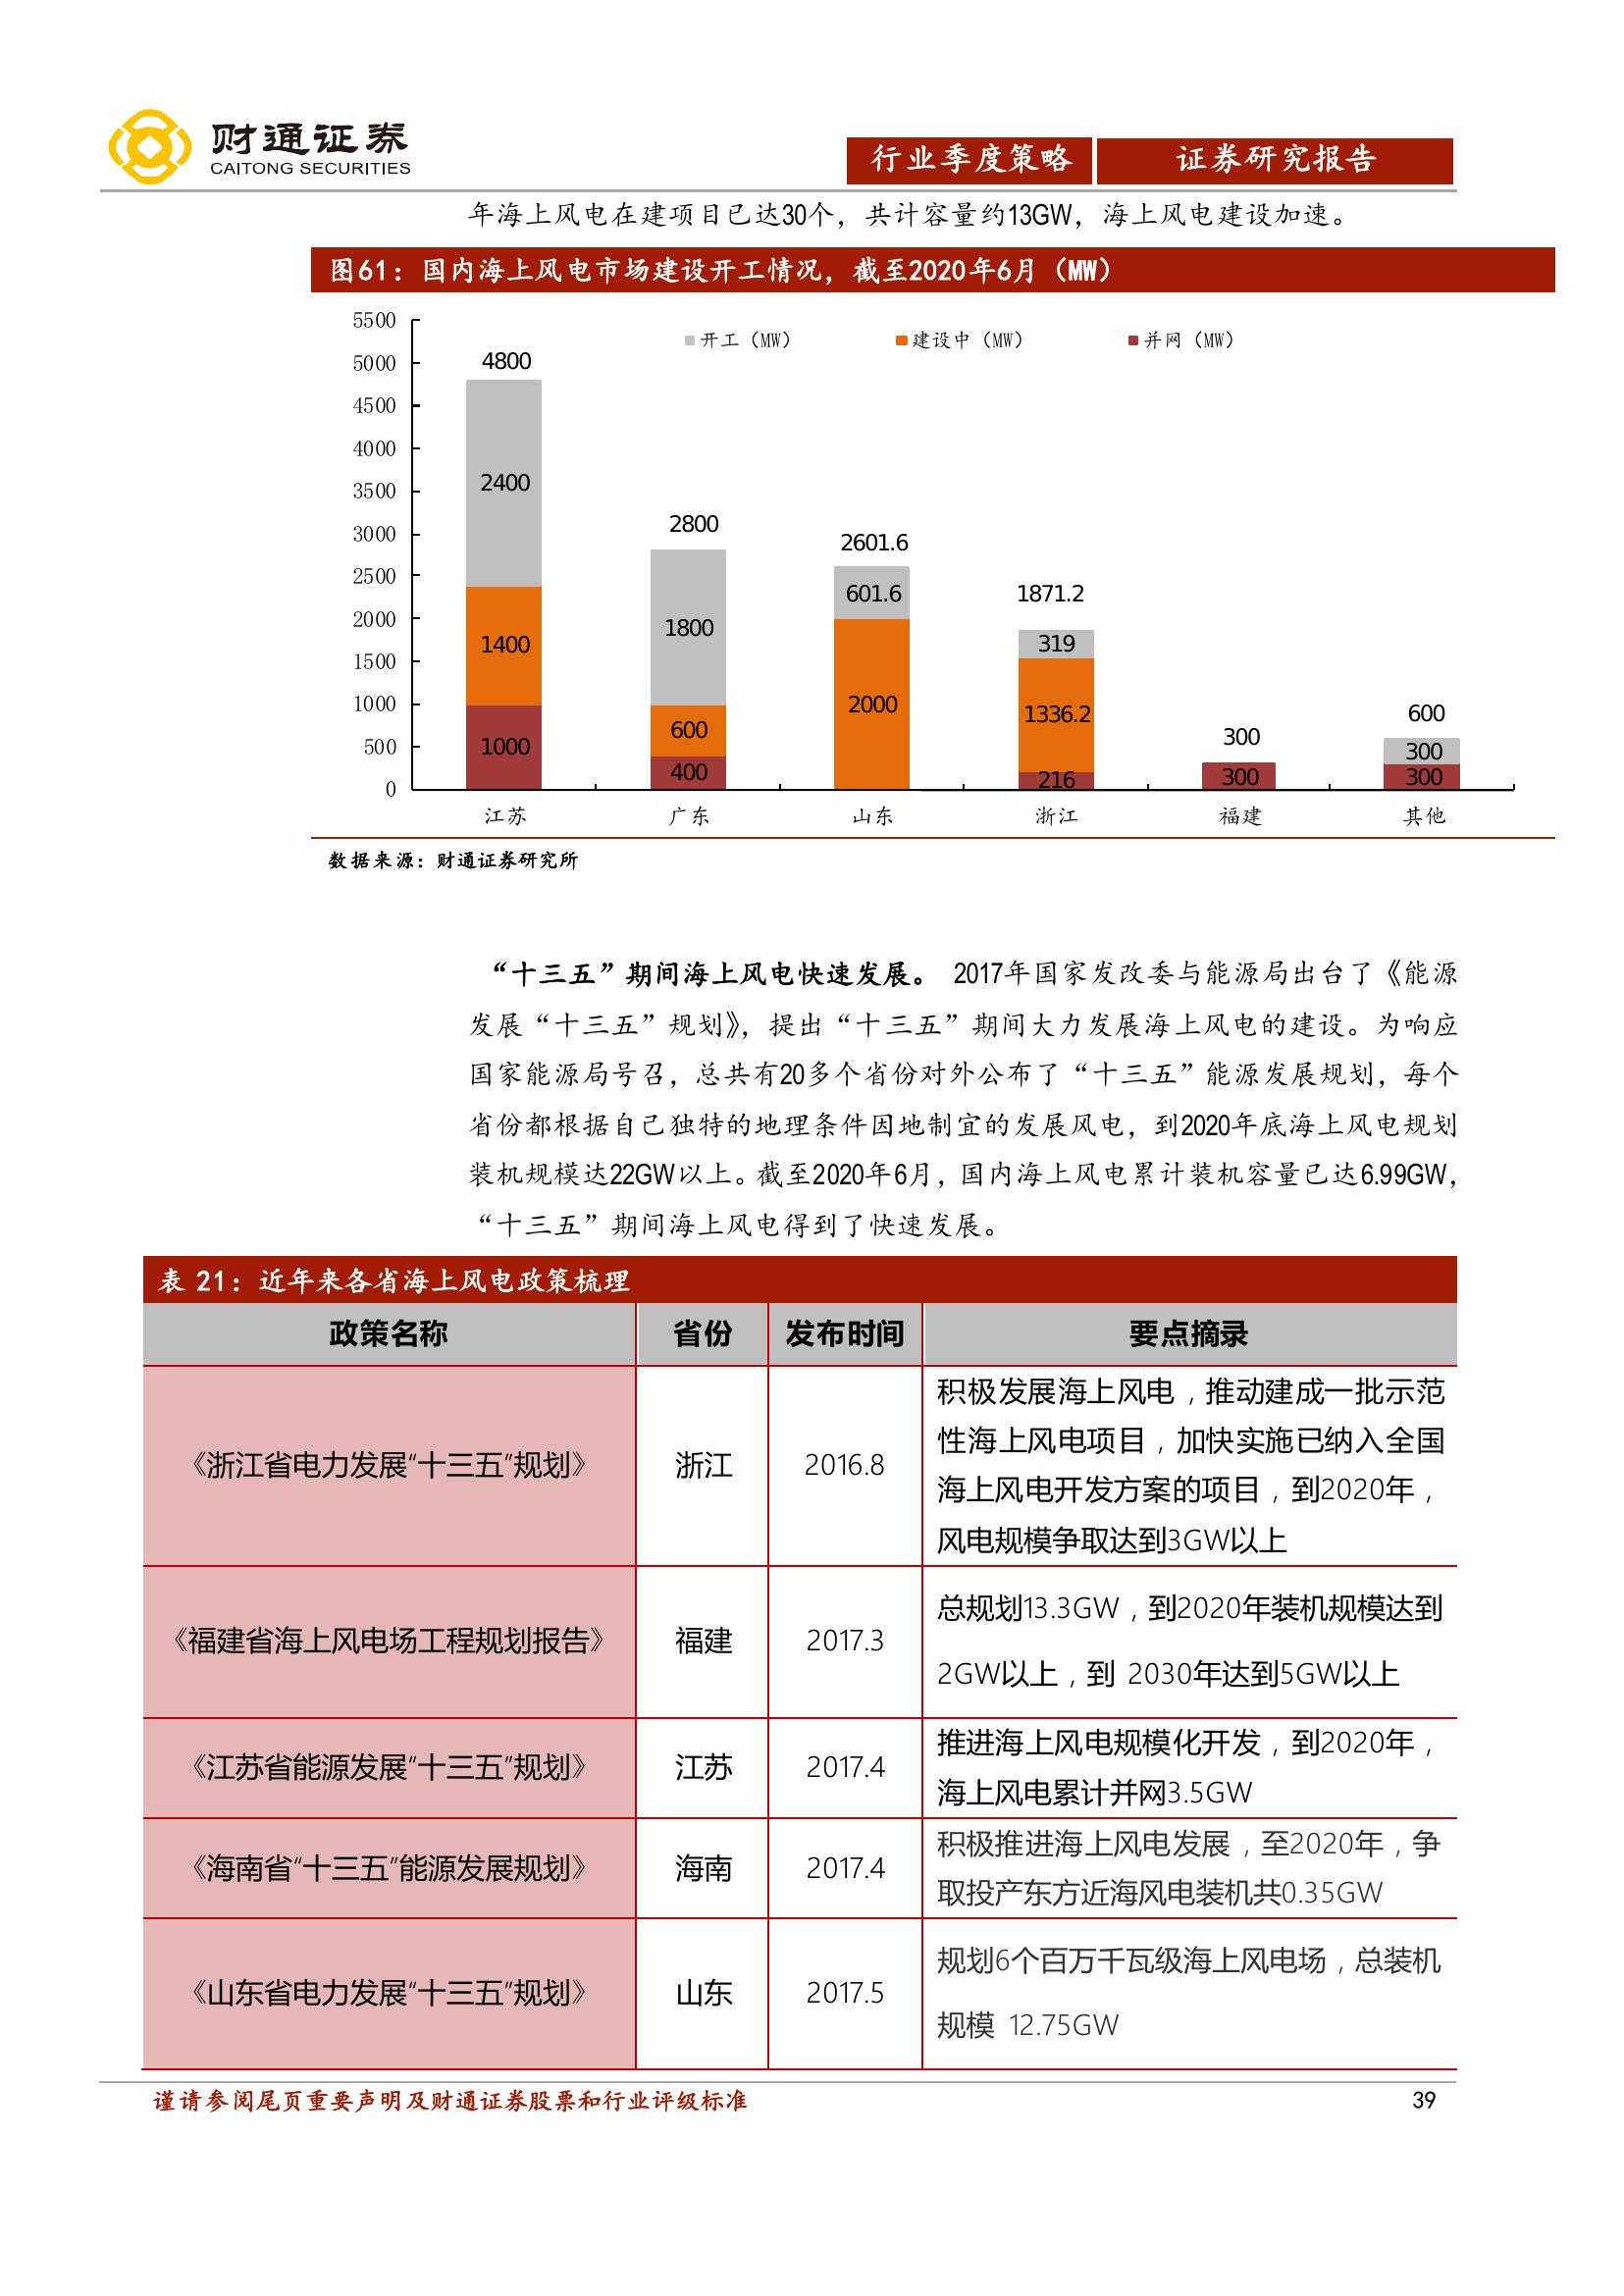 财通证券
CAITONG SECURITIES
行业季度策略 证券研究报告
年海上风电在建项目已达30个，共计容量约13GW，海上风电建设加速。
图61：国内海上风电市场建设开工情况，截至2020年6月（MW）
开工（MW） 建设中（MW） 并网（MW）
5500
5000
4500
4000
3500
3000
2500
2000
1500
1000
500
0
4800
2400
1400
1000
2800
1800
600
400
2601.6
601.6
2000
1871.2
319
1336.2
216
300
300
600
300
300
江苏 广东 山东 浙江 福建 其他
数据来源：财通证券研究所
“十三五”期间海上风电快速发展。 2017年国家发改委与能源局出台了《能源
发展“十三五”规划》，提出“十三五”期间大力发展海上风电的建设。为响应
国家能源局号召，总共有20多个省份对外公布了“十三五”能源发展规划，每个
省份都根据自己独特的地理条件因地制宜的发展风电，到2020年底海上风电规划
装机规模达22GW以上。截至2020年6月，国内海上风电累计装机容量已达6.99GW，
“十三五”期间海上风电得到了快速发展。
表 21：近年来各省海上风电政策梳理
政策名称 省份 发布时间 要点摘录
《浙江省电力发展“十三五”规划》 浙江 2016.8
积极发展海上风电，推动建成一批示范
性海上风电项目，加快实施已纳入全国
海上风电开发方案的项目，到2020年，
风电规模争取达到3GW以上
《福建省海上风电场工程规划报告》 福建 2017.3
总规划13.3GW，到2020年装机规模达到
2GW以上，到 2030年达到5GW以上
《江苏省能源发展“十三五”规划》 江苏 2017.4
推进海上风电规模化开发，到2020年，
海上风电累计并网3.5GW
《海南省“十三五”能源发展规划》 海南 2017.4
积极推进海上风电发展，至2020年，争
取投产东方近海风电装机共0.35GW
《山东省电力发展“十三五”规划》 山东 2017.5
规划6个百万千瓦级海上风电场，总装机
规模 12.75GW
谨请参阅尾页重要声明及财通证券股票和行业评级标准 39